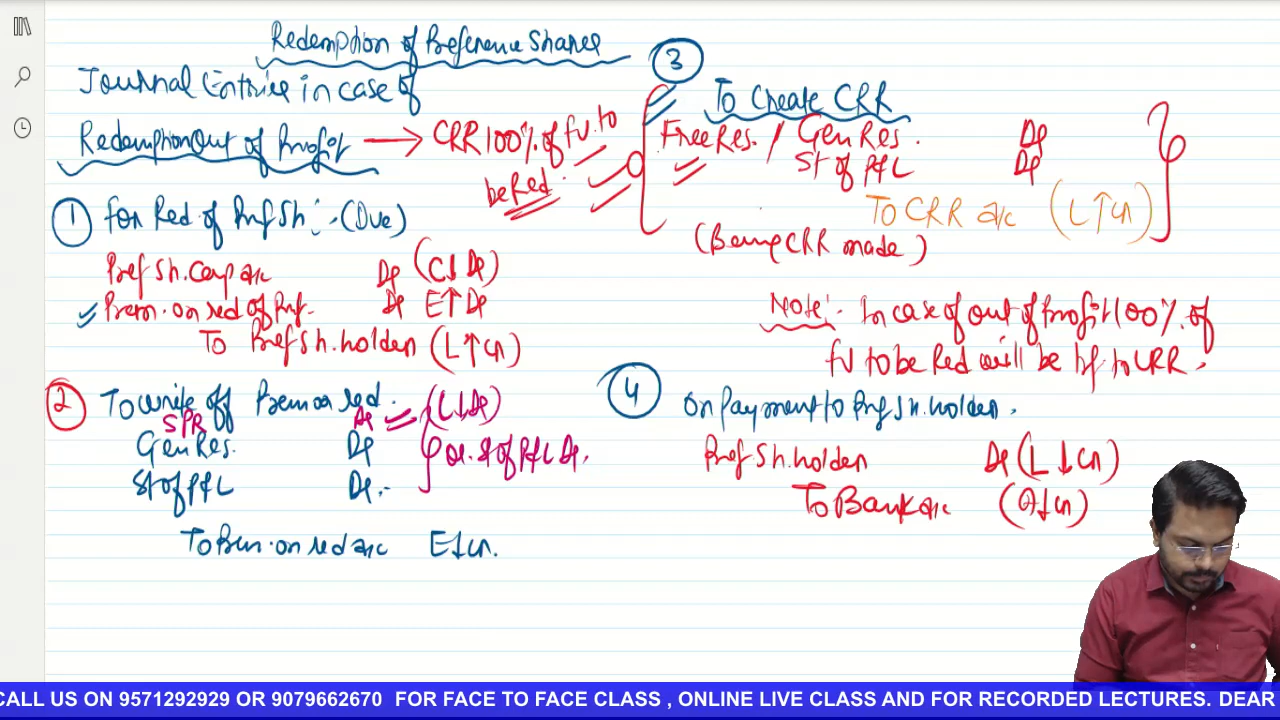 Redemption of Preference Shares
Journal Entries in case of
Redemption Out of Profit → CRR 100% of fv. to
be Red.
1 for Red of Pref Sh :- (Due)
Pref Sh. Cap a/c Dr (C↓ Dr)
Prem. on red of Pref. Dr E↑ Dr
To Pref Sh. holder (L↑ Cr)
2 To write off Prem on red.
SPR Dr (L↓ Dr)
Gen Res. Dr or. St of P&L Dr.
St of P&L Dr.
To Prem. on red a/c E↓ Cr.
3
To Create CRR
Free Res. / Gen Res. Dr
St of P&L Dr
To CRR a/c (L↑ Cr)
(Being CRR made)
Note:- In case of out of Profit 100% of
fv to be Red will be tf to CRR.
4 on Payment to Pref Sh. holder.
Pref Sh. holder Dr (L↓ Cr)
To Bank a/c (A↓ Cr)
CALL US ON 9571292929 OR 9079662670 FOR FACE TO FACE CLASS , ONLINE LIVE CLASS AND FOR RECORDED LECTURES. DEAR